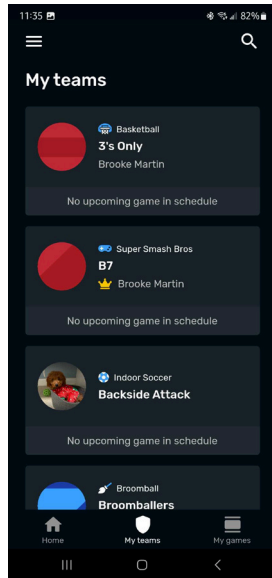 11:35 82%
My teams
Basketball
3's Only
Brooke Martin
No upcoming game in schedule
Super Smash Bros
B7
Brooke Martin
No upcoming game in schedule
Indoor Soccer
Backside Attack
No upcoming game in schedule
Broomball
Broomballers
Home My teams My games